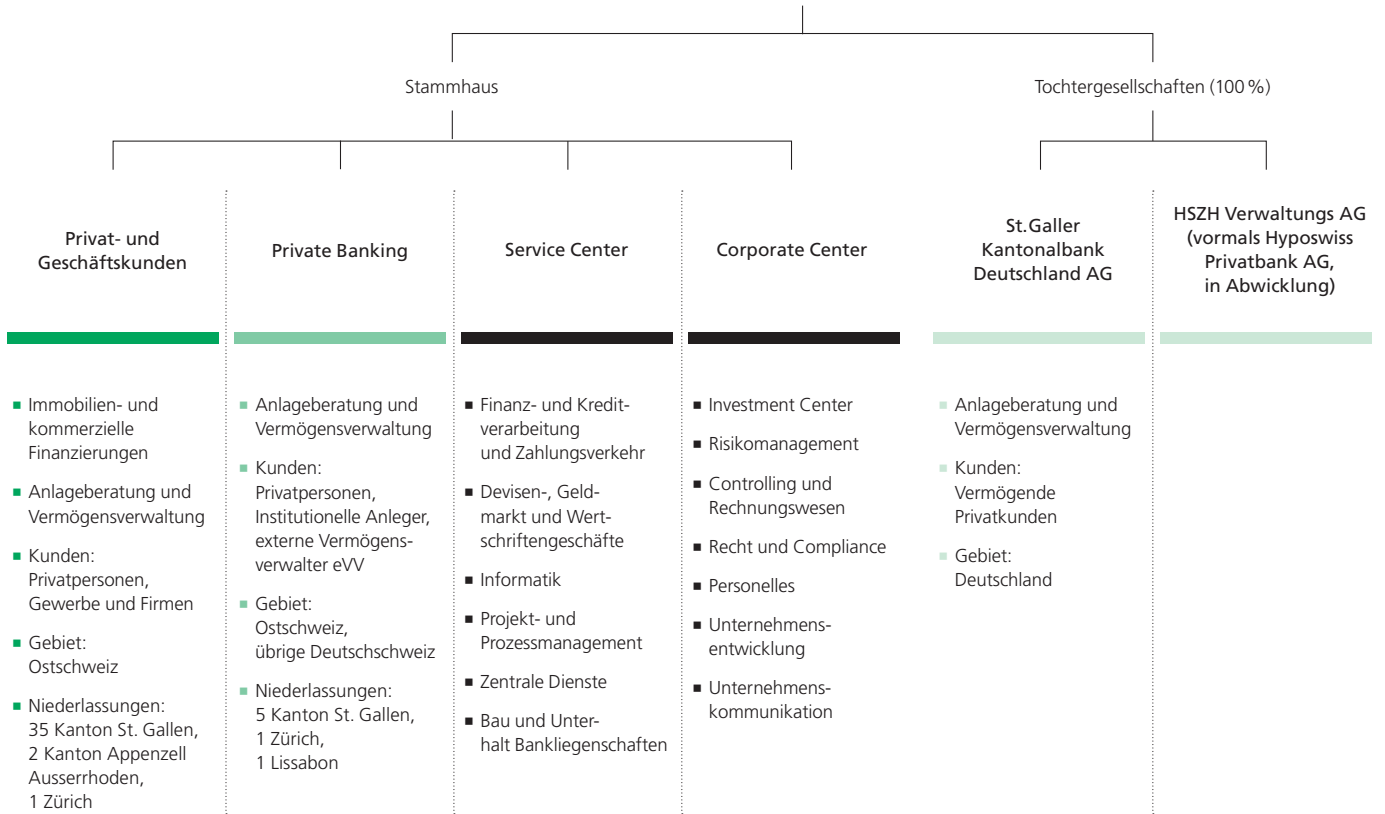 Stammhaus
Tochtergesellschaften (100 %)
Privat- und
Geschäftskunden
Private Banking
Service Center
Corporate Center
St.Galler
Kantonalbank
Deutschland AG
HSZH Verwaltungs AG
(vormals Hyposwiss
Privatbank AG,
in Abwicklung)
■ Immobilien- und
kommerzielle
Finanzierungen
■ Anlageberatung und
Vermögensverwaltung
■ Kunden:
Privatpersonen,
Gewerbe und Firmen
■ Gebiet:
Ostschweiz
■ Niederlassungen:
35 Kanton St. Gallen,
2 Kanton Appenzell
Ausserrhoden,
1 Zürich
■ Anlageberatung und
Vermögensverwaltung
■ Kunden:
Privatpersonen,
Institutionelle Anleger,
externe Vermögens-
verwalter eVV
■ Gebiet:
Ostschweiz,
übrige Deutschschweiz
■ Niederlassungen:
5 Kanton St. Gallen,
1 Zürich,
1 Lissabon
■ Finanz- und Kredit-
verarbeitung
und Zahlungsverkehr
■ Devisen-, Geld-
markt und Wert-
schriftengeschäfte
■ Informatik
■ Projekt- und
Prozessmanagement
■ Zentrale Dienste
■ Bau und Unter-
halt Bankliegenschaften
■ Investment Center
■ Risikomanagement
■ Controlling und
Rechnungswesen
■ Recht und Compliance
■ Personelles
■ Unternehmens-
entwicklung
■ Unternehmens-
kommunikation
■ Anlageberatung und
Vermögensverwaltung
■ Kunden:
Vermögende
Privatkunden
■ Gebiet:
Deutschland